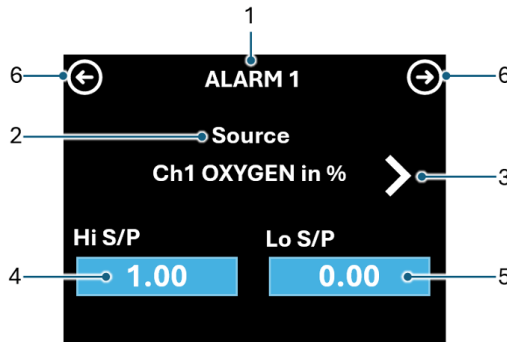 1
6 ALARM 1 6
2 Source
Ch1 OXYGEN in % 3
Hi S/P Lo S/P
4 1.00 0.00 5